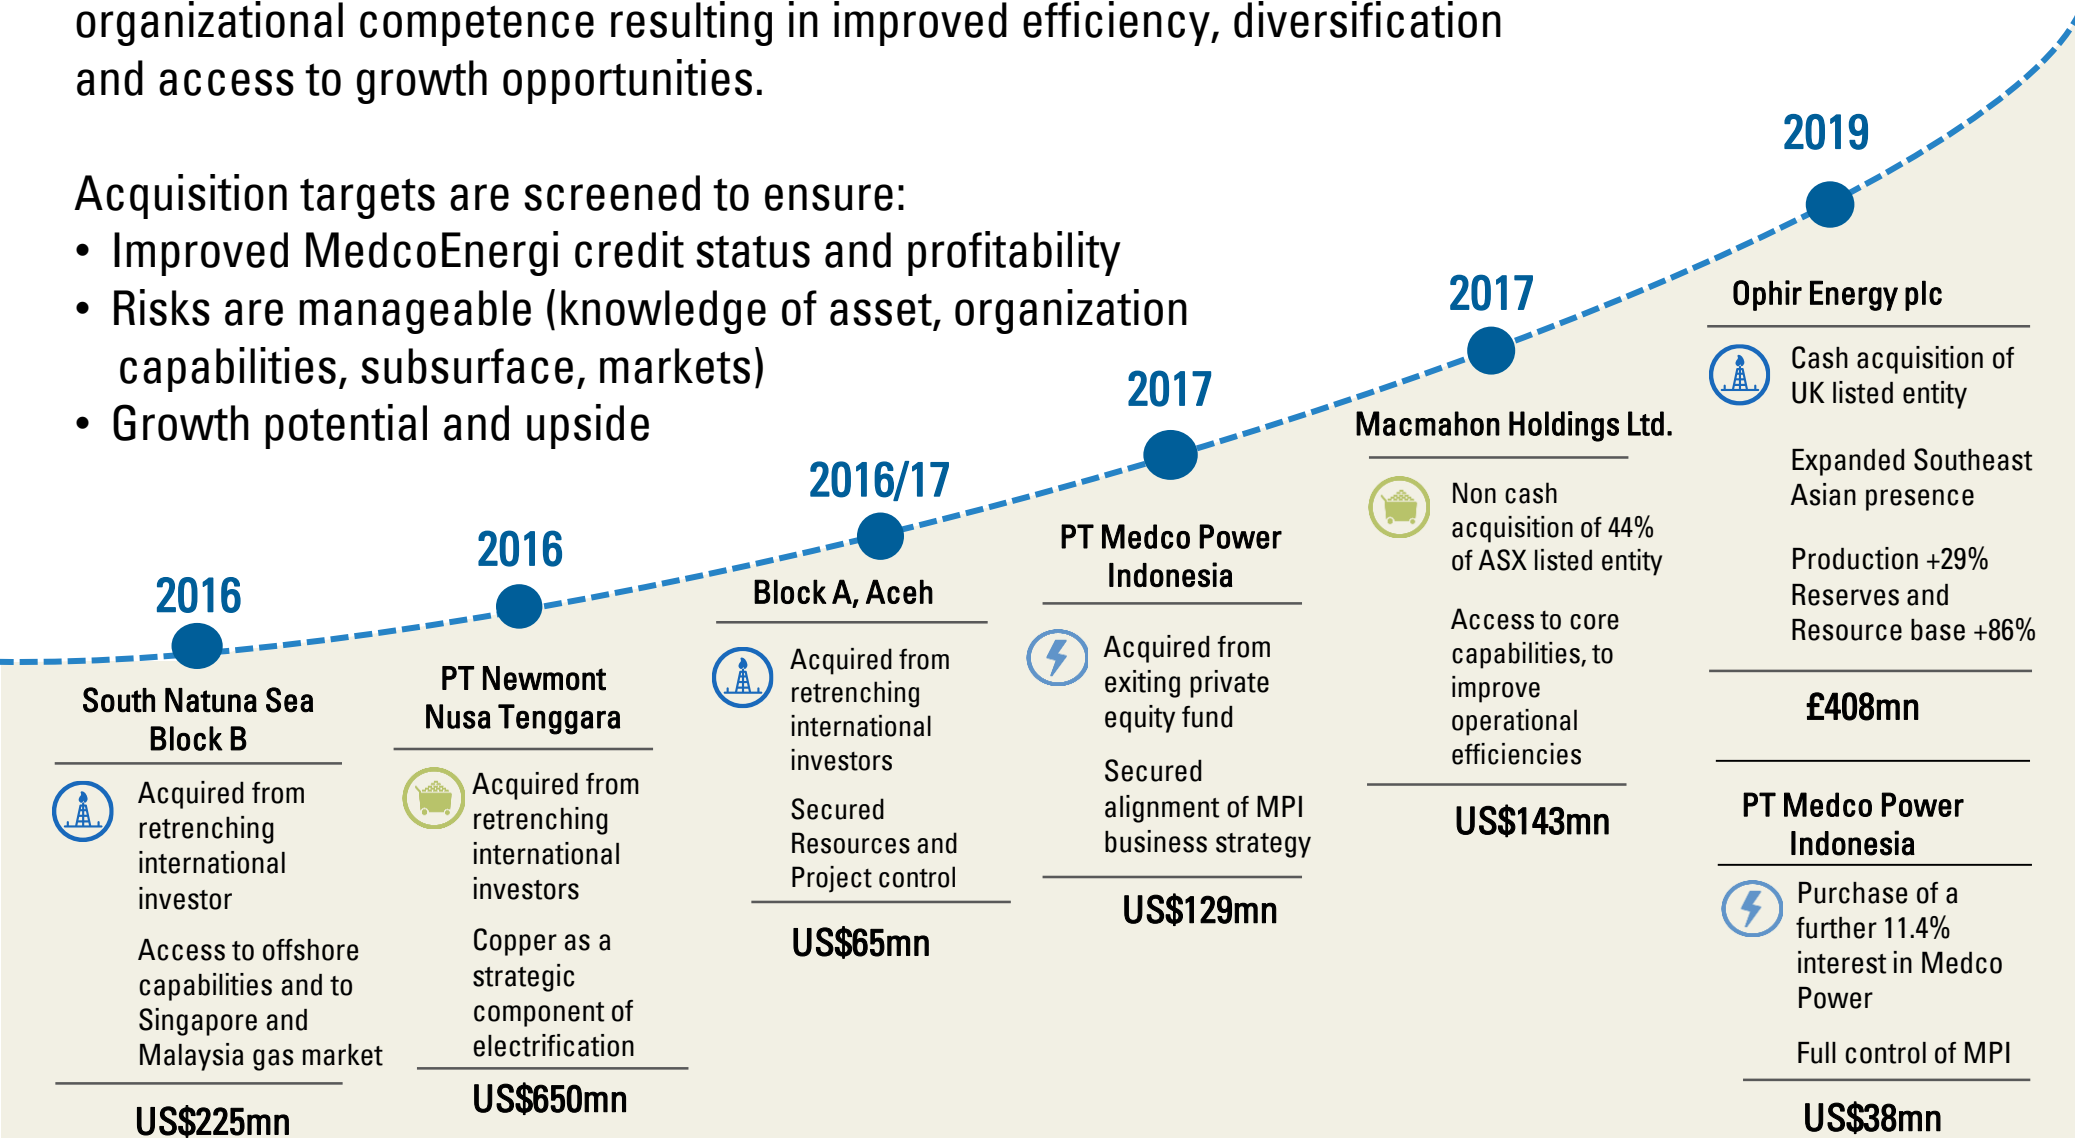 organizational competence resulting in improved efficiency, diversification
and access to growth opportunities.
Acquisition targets are screened to ensure:
• Improved MedcoEnergi credit status and profitability
• Risks are manageable (knowledge of asset, organization
capabilities, subsurface, markets)
• Growth potential and upside
2016
South Natuna Sea
Block B
Acquired from
retrenching
international
investor
Access to offshore
capabilities and to
Singapore and
Malaysia gas market
US$225mn
2016
PT Newmont
Nusa Tenggara
Acquired from
retrenching
international
investors
Copper as a
strategic
component of
electrification
US$650mn
2016/17
Block A, Aceh
Acquired from
retrenching
international
investors
Secured
Resources and
Project control
US$65mn
2017
PT Medco Power
Indonesia
Acquired from
exiting private
equity fund
Secured
alignment of MPI
business strategy
US$129mn
2017
Macmahon Holdings Ltd.
Non cash
acquisition of 44%
of ASX listed entity
Access to core
capabilities, to
improve
operational
efficiencies
US$143mn
2019
Ophir Energy plc
Cash acquisition of
UK listed entity
Expanded Southeast
Asian presence
Production +29%
Reserves and
Resource base +86%
£408mn
PT Medco Power
Indonesia
Purchase of a
further 11.4%
interest in Medco
Power
Full control of MPI
US$38mn